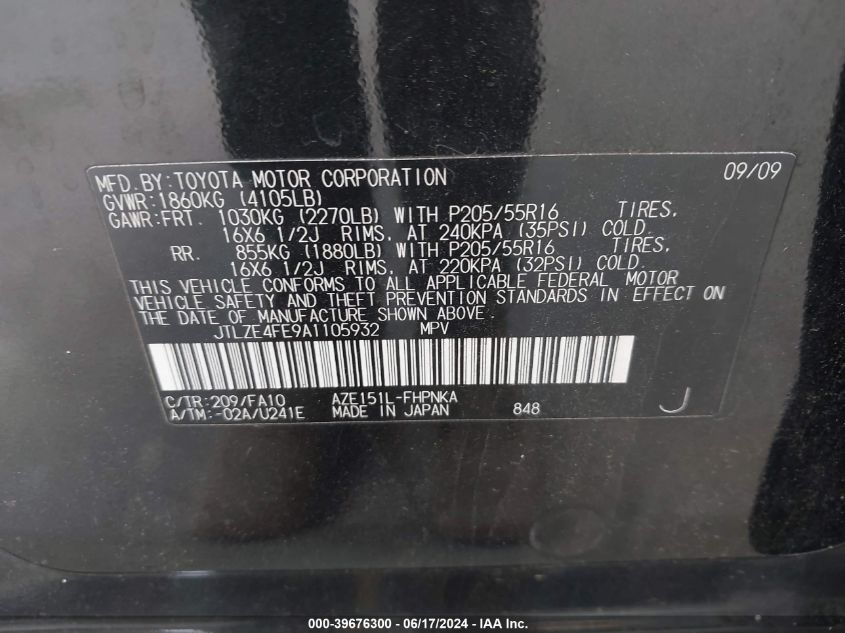 MFD.BY:TOYOTA MOTOR CORPORATION 09/09
GVWR:1860KG (4105LB)
GAWR:FRT. 1030KG (2270LB) WITH P205/55R16 TIRES,
16X6 1/2J RIMS, AT 240KPA (35PSI) COLD.
RR. 855KG (1880LB) WITH P205/55R16 TIRES,
16X6 1/2J RIMS, AT 220KPA (32PSI) COLD.
THIS VEHICLE CONFORMS TO ALL APPLICABLE FEDERAL MOTOR
VEHICLE SAFETY AND THEFT PREVENTION STANDARDS IN EFFECT ON
THE DATE OF MANUFACTURE SHOWN ABOVE.
JTLZE4FE9A1105932 MPV
C/TR:209/FA10 AZE151L-FHPNKA
A/TM:-02A/U241E MADE IN JAPAN 848 J
000-39676300 - 06/17/2024 - IAA Inc.